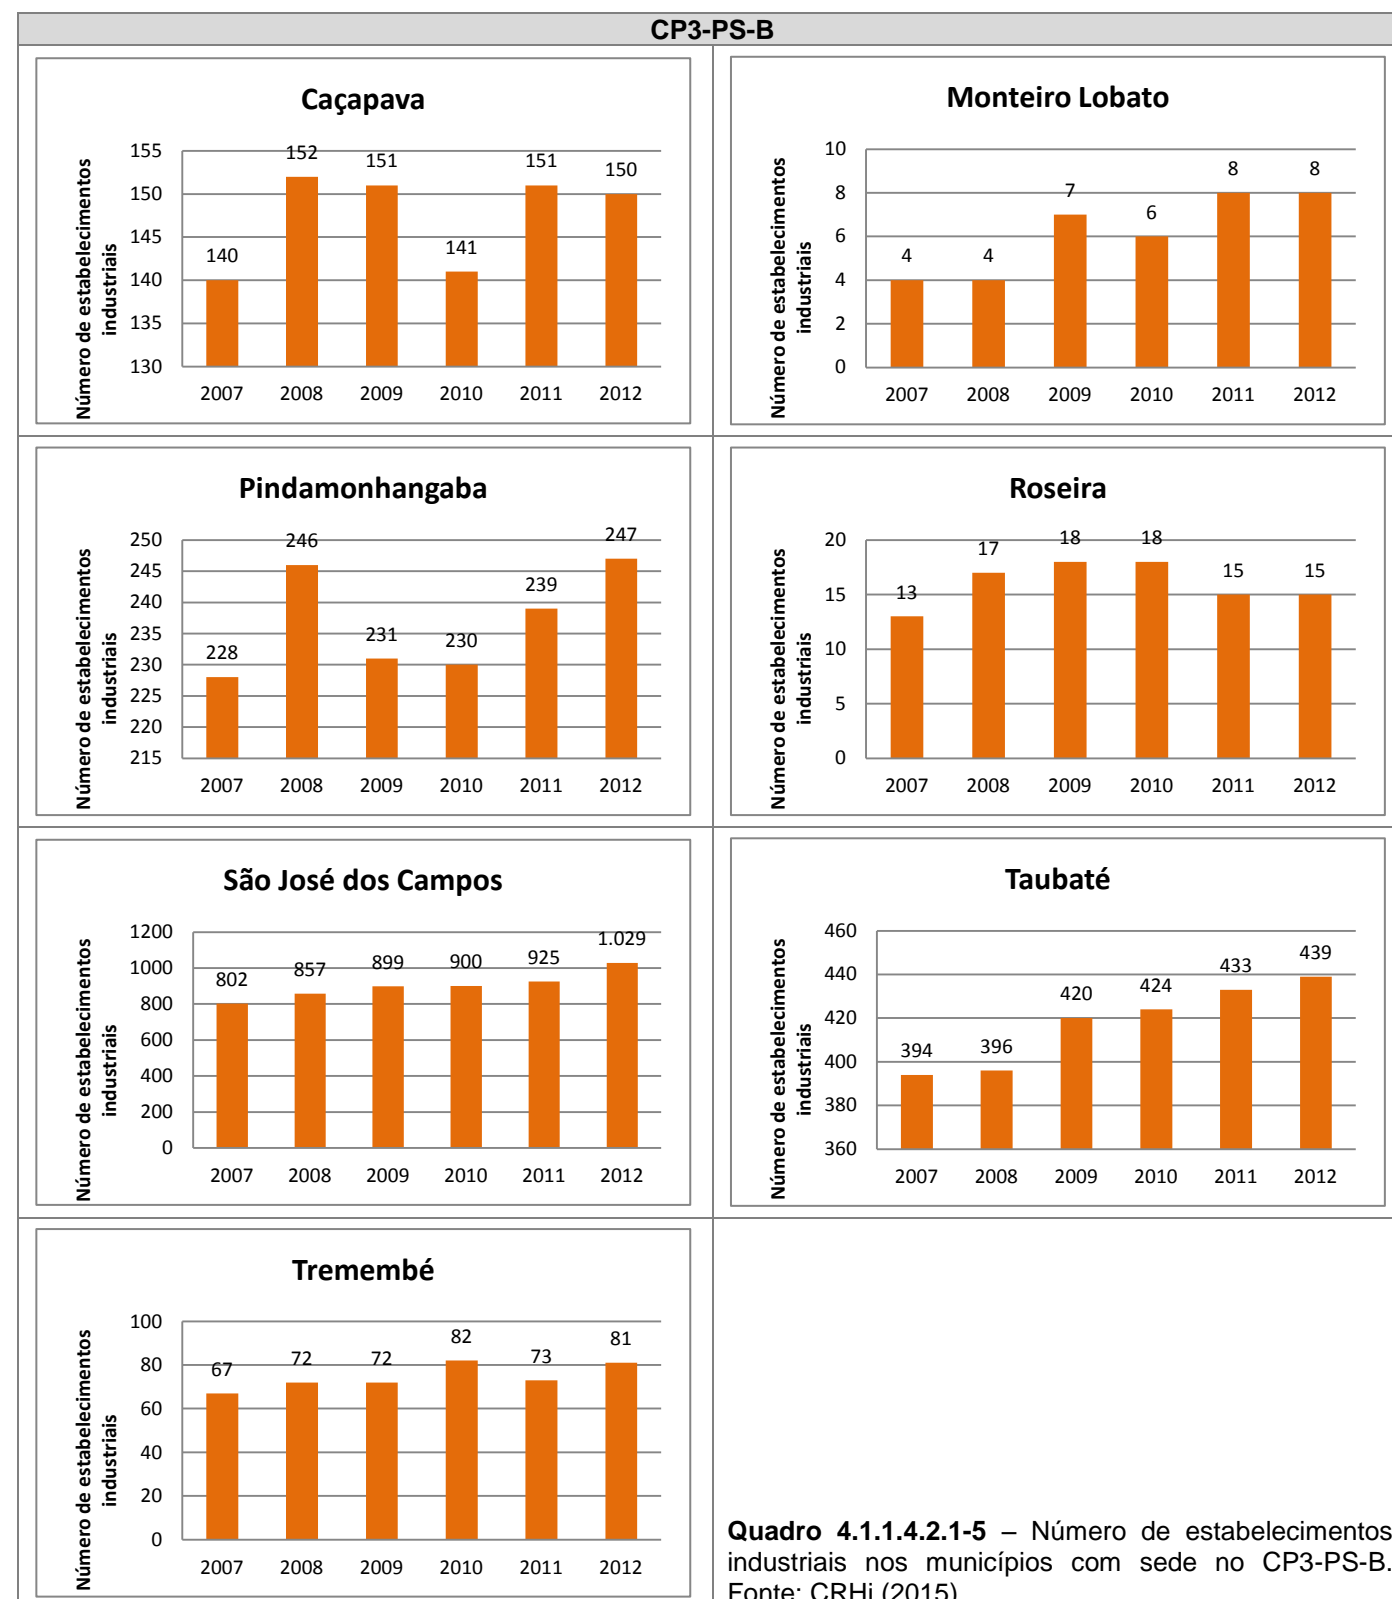 CP3-PS-B
Caçapava
Número de estabelecimentos
industriais
155
150
145
140
135
130
140
152
151
141
151
150
2007 2008 2009 2010 2011 2012
Monteiro Lobato
Número de estabelecimentos
industriais
10
8
6
4
2
0
4
4
7
6
8
8
2007 2008 2009 2010 2011 2012
Pindamonhangaba
Número de estabelecimentos
industriais
250
245
240
235
230
225
220
215
228
246
231
230
239
247
2007 2008 2009 2010 2011 2012
Roseira
Número de estabelecimentos
industriais
20
15
10
5
0
13
17
18
18
15
15
2007 2008 2009 2010 2011 2012
São José dos Campos
Número de estabelecimentos
industriais
1200
1000
800
600
400
200
0
802
857
899
900
925
1.029
2007 2008 2009 2010 2011 2012
Taubaté
Número de estabelecimentos
industriais
460
440
420
400
380
360
394
396
420
424
433
439
2007 2008 2009 2010 2011 2012
Tremembé
Número de estabelecimentos
industriais
100
80
60
40
20
0
67
72
72
82
73
81
2007 2008 2009 2010 2011 2012
Quadro 4.1.1.4.2.1-5 – Número de estabelecimentos
industriais nos municípios com sede no CP3-PS-B.
Fonte: CRHi (2015)